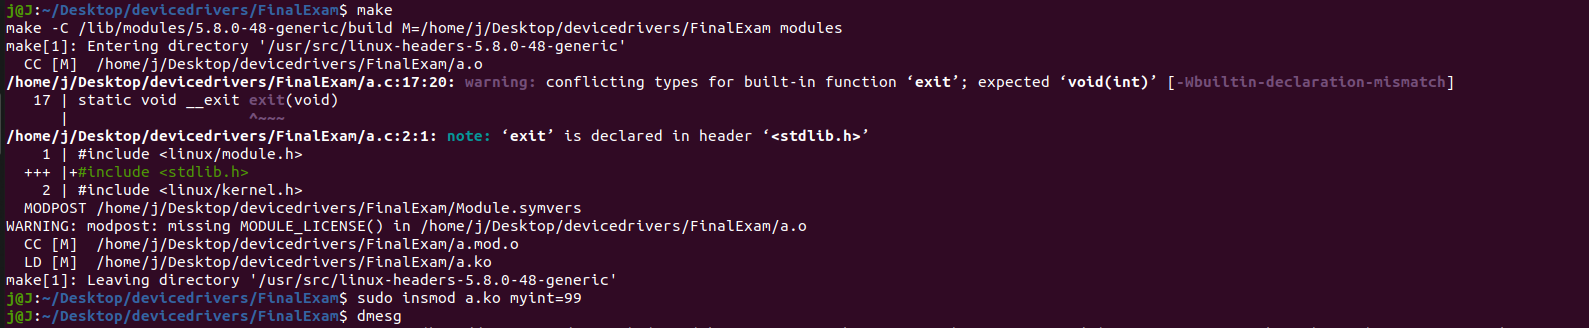 j@J:~/Desktop/devicedrivers/FinalExam$ make
make -C /lib/modules/5.8.0-48-generic/build M=/home/j/Desktop/devicedrivers/FinalExam modules
make[1]: Entering directory '/usr/src/linux-headers-5.8.0-48-generic'
  CC [M]  /home/j/Desktop/devicedrivers/FinalExam/a.o
/home/j/Desktop/devicedrivers/FinalExam/a.c:17:20: warning: conflicting types for built-in function ‘exit’; expected ‘void(int)’ [-Wbuiltin-declaration-mismatch]
   17 | static void __exit exit(void)
      |                    ^~~~
/home/j/Desktop/devicedrivers/FinalExam/a.c:2:1: note: ‘exit’ is declared in header ‘<stdlib.h>’
    1 | #include <linux/module.h>
  +++ |+#include <stdlib.h>
    2 | #include <linux/kernel.h>
  MODPOST /home/j/Desktop/devicedrivers/FinalExam/Module.symvers
WARNING: modpost: missing MODULE_LICENSE() in /home/j/Desktop/devicedrivers/FinalExam/a.o
  CC [M]  /home/j/Desktop/devicedrivers/FinalExam/a.mod.o
  LD [M]  /home/j/Desktop/devicedrivers/FinalExam/a.ko
make[1]: Leaving directory '/usr/src/linux-headers-5.8.0-48-generic'
j@J:~/Desktop/devicedrivers/FinalExam$ sudo insmod a.ko myint=99
j@J:~/Desktop/devicedrivers/FinalExam$ dmesg